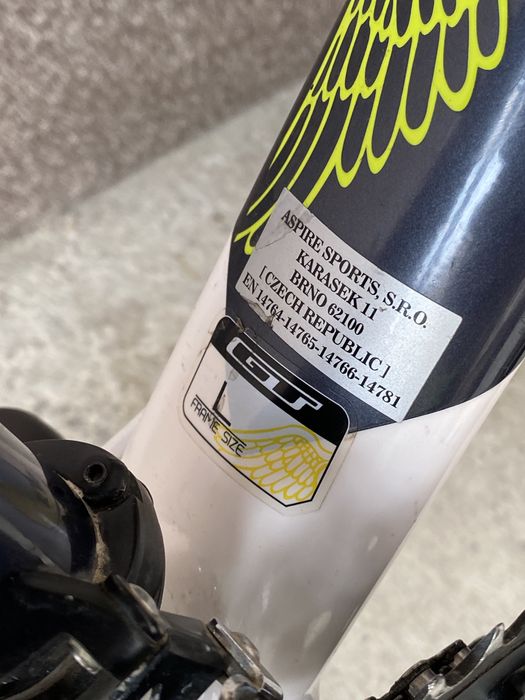 ASPIRE SPORTS, S.R.O.
KARASEK 11
BRNO 62100
[ CZECH REPUBLIC ]
EN 14764-14765-14766-14781
GT
L
FRAME SIZE